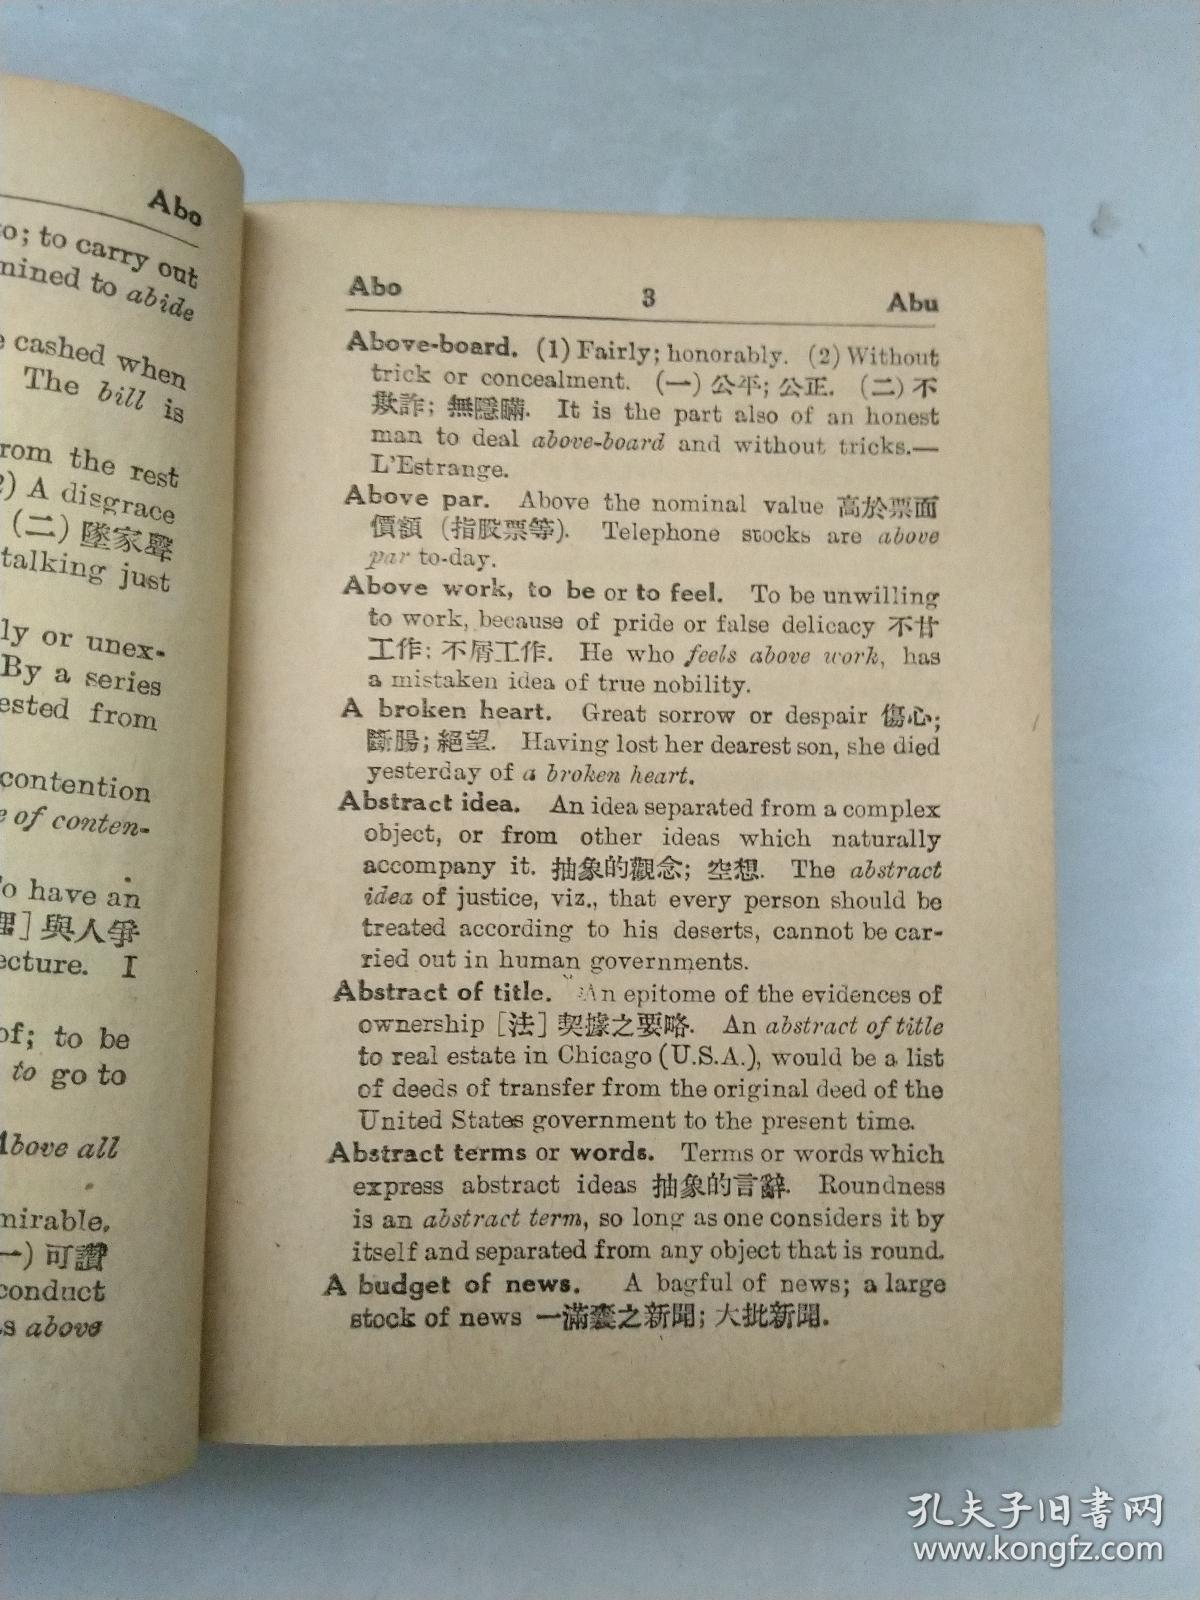 Abo
o; to carry out
mined to abide
e cashed when
The bill is
rom the rest
2) A disgrace
(二) 墜家聲
talking just
ly or unex-
By a series
ested from
contention
e of conten-
To have an
理] 與人爭
ecture. I
of; to be
to go to
Above all
mirable.
一) 可讚
conduct
is above
Abo 3 Abu
Above-board. (1) Fairly; honorably. (2) Without
trick or concealment. (一) 公平; 公正. (二) 不
欺詐; 無隱瞞. It is the part also of an honest
man to deal above-board and without tricks.—
L'Estrange.
Above par. Above the nominal value 高於票面
價額 (指股票等). Telephone stocks are above
par to-day.
Above work, to be or to feel. To be unwilling
to work, because of pride or false delicacy 不甘
工作; 不屑工作. He who feels above work, has
a mistaken idea of true nobility.
A broken heart. Great sorrow or despair 傷心;
斷腸; 絕望. Having lost her dearest son, she died
yesterday of a broken heart.
Abstract idea. An idea separated from a complex
object, or from other ideas which naturally
accompany it. 抽象的觀念; 空想. The abstract
idea of justice, viz., that every person should be
treated according to his deserts, cannot be car-
ried out in human governments.
Abstract of title. An epitome of the evidences of
ownership [法] 契據之要略. An abstract of title
to real estate in Chicago (U.S.A.), would be a list
of deeds of transfer from the original deed of the
United States government to the present time.
Abstract terms or words. Terms or words which
express abstract ideas 抽象的言辭. Roundness
is an abstract term, so long as one considers it by
itself and separated from any object that is round.
A budget of news. A bagful of news; a large
stock of news 一滿囊之新聞; 大批新聞.
孔夫子旧书网
www.kongfz.com